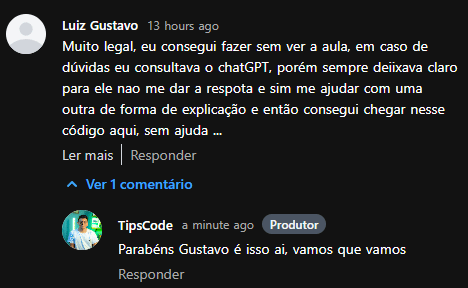 Luiz Gustavo 13 hours ago
Muito legal, eu consegui fazer sem ver a aula, em caso de
dúvidas eu consultava o chatGPT, porém sempre deiixava claro
para ele nao me dar a respota e sim me ajudar com uma
outra de forma de explicação e então consegui chegar nesse
código aqui, sem ajuda ...
Ler mais Responder
Ver 1 comentário
TipsCode a minute ago Produtor
Parabéns Gustavo é isso ai, vamos que vamos
Responder